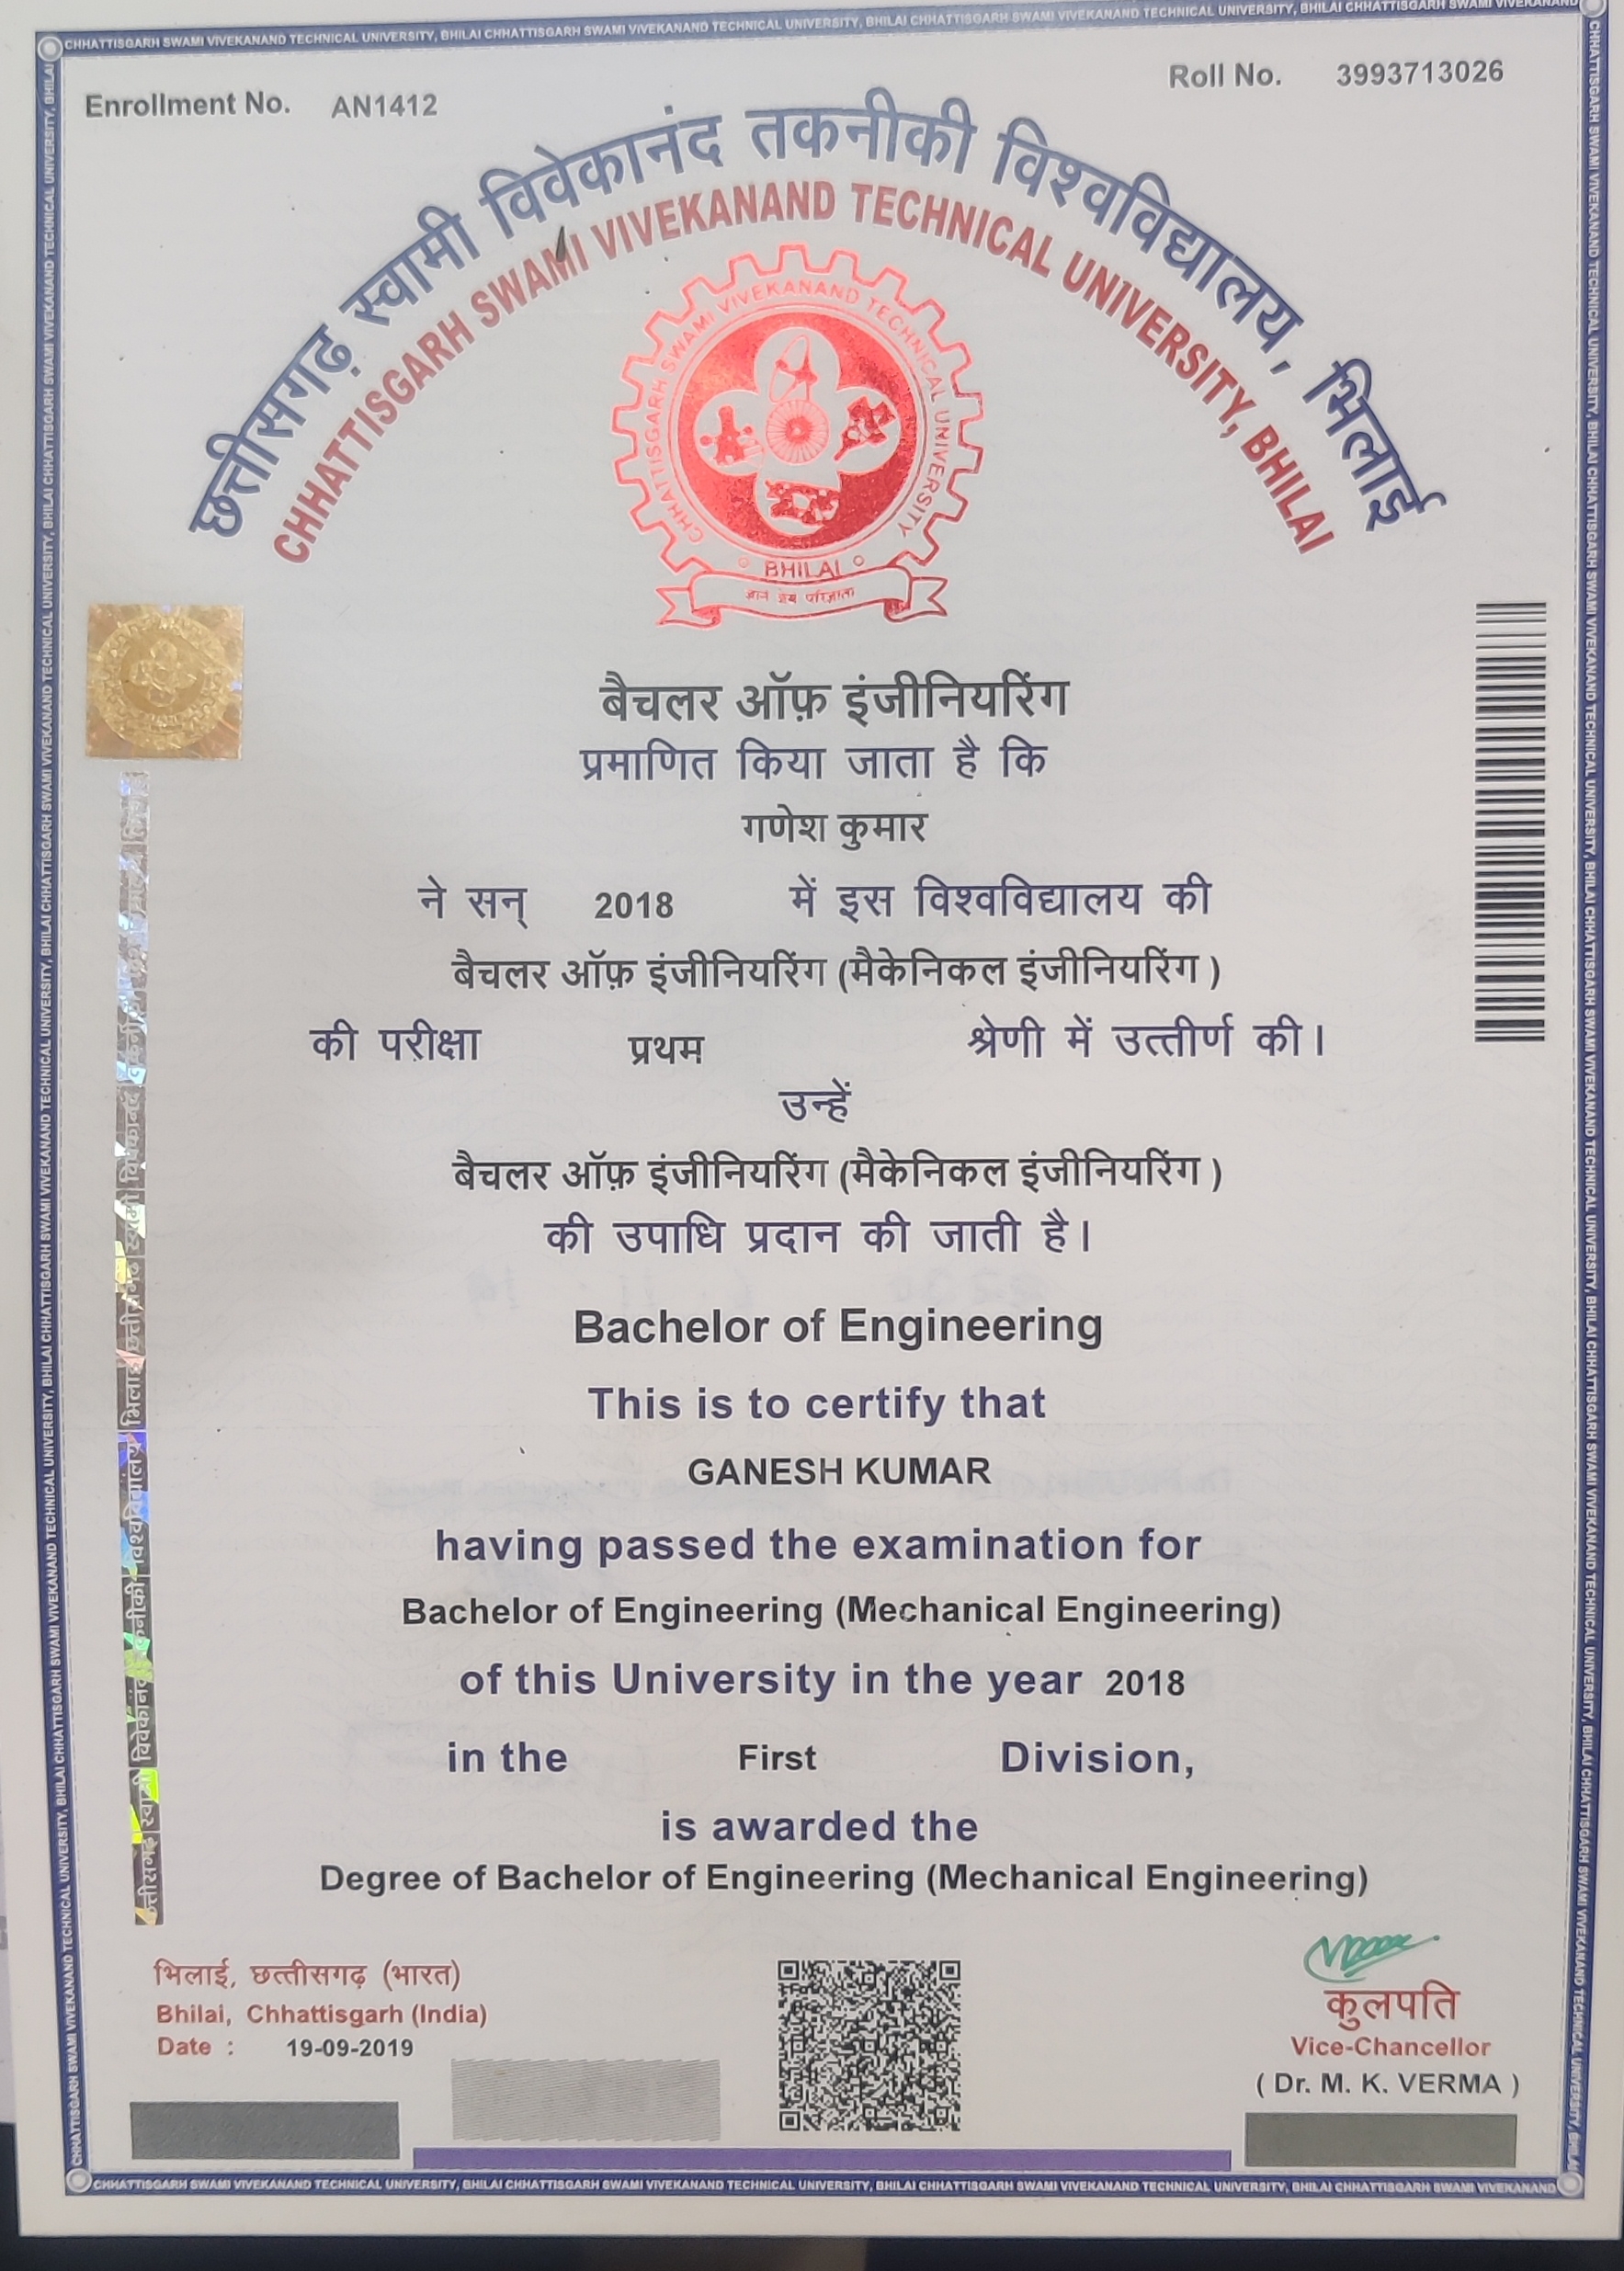 CHHATTISGARH SWAMI VIVEKANAND TECHNICAL UNIVERSITY, BHILAI CHHATTISGARH SWAMI VIVEKANAND TECHNICAL UNIVERSITY, BHILAI CHHATTISGARH SWAMI VIVEKANAND TECHNICAL UNIVERSITY, BHILAI CHHATTISGARH SWAMI VIVEKANAND
Enrollment No. AN1412
Roll No. 3993713026
छत्तीसगढ़ स्वामी विवेकानंद तकनीकी विश्वविद्यालय, भिलाई
CHHATTISGARH SWAMI VIVEKANAND TECHNICAL UNIVERSITY, BHILAI
CHHATTISGARH SWAMI VIVEKANAND TECHNICAL UNIVERSITY
BHILAI
बैचलर ऑफ़ इंजीनियरिंग
प्रमाणित किया जाता है कि
गणेश कुमार
ने सन् 2018 में इस विश्वविद्यालय की
बैचलर ऑफ़ इंजीनियरिंग (मैकेनिकल इंजीनियरिंग )
की परीक्षा प्रथम श्रेणी में उत्तीर्ण की।
उन्हें
बैचलर ऑफ़ इंजीनियरिंग (मैकेनिकल इंजीनियरिंग )
की उपाधि प्रदान की जाती है।
Bachelor of Engineering
This is to certify that
GANESH KUMAR
having passed the examination for
Bachelor of Engineering (Mechanical Engineering)
of this University in the year 2018
in the First Division,
is awarded the
Degree of Bachelor of Engineering (Mechanical Engineering)
भिलाई, छत्तीसगढ़ (भारत)
Bhilai, Chhattisgarh (India)
Date : 19-09-2019
कुलपति
Vice-Chancellor
( Dr. M. K. VERMA )
CHHATTISGARH SWAMI VIVEKANAND TECHNICAL UNIVERSITY, BHILAI CHHATTISGARH SWAMI VIVEKANAND TECHNICAL UNIVERSITY, BHILAI CHHATTISGARH SWAMI VIVEKANAND TECHNICAL UNIVERSITY, BHILAI CHHATTISGARH SWAMI VIVEKANAND